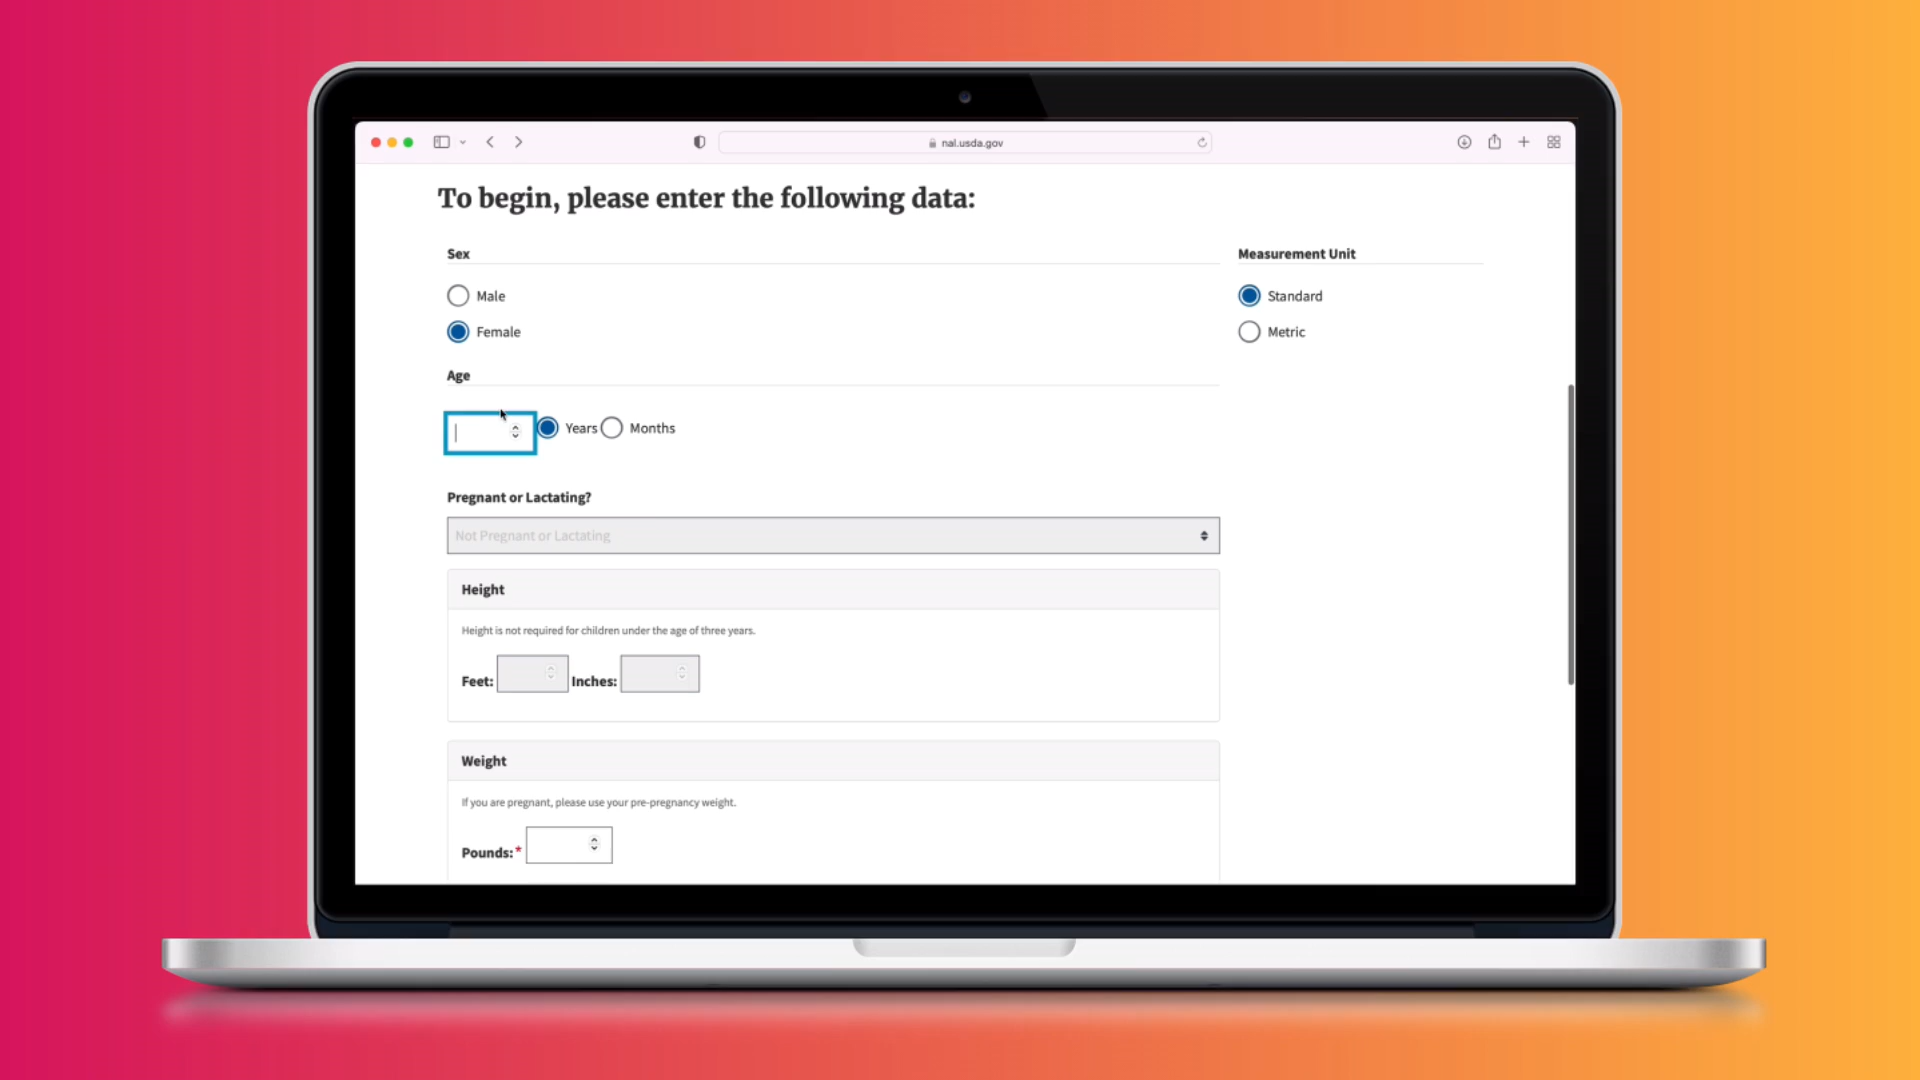 nal.usda.gov
To begin, please enter the following data:
Sex
Measurement Unit
Male
Standard
Female
Metric
Age
Years
Months
Pregnant or Lactating?
Not Pregnant or Lactating
Height
Height is not required for children under the age of three years.
Feet:
Inches:
Weight
If you are pregnant, please use your pre-pregnancy weight.
Pounds:*